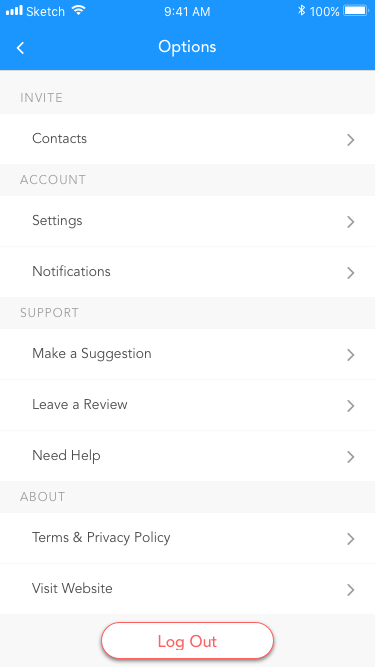 Sketch 9:41 AM 100%
Options
INVITE
Contacts
ACCOUNT
Settings
Notifications
SUPPORT
Make a Suggestion
Leave a Review
Need Help
ABOUT
Terms & Privacy Policy
Visit Website
Log Out